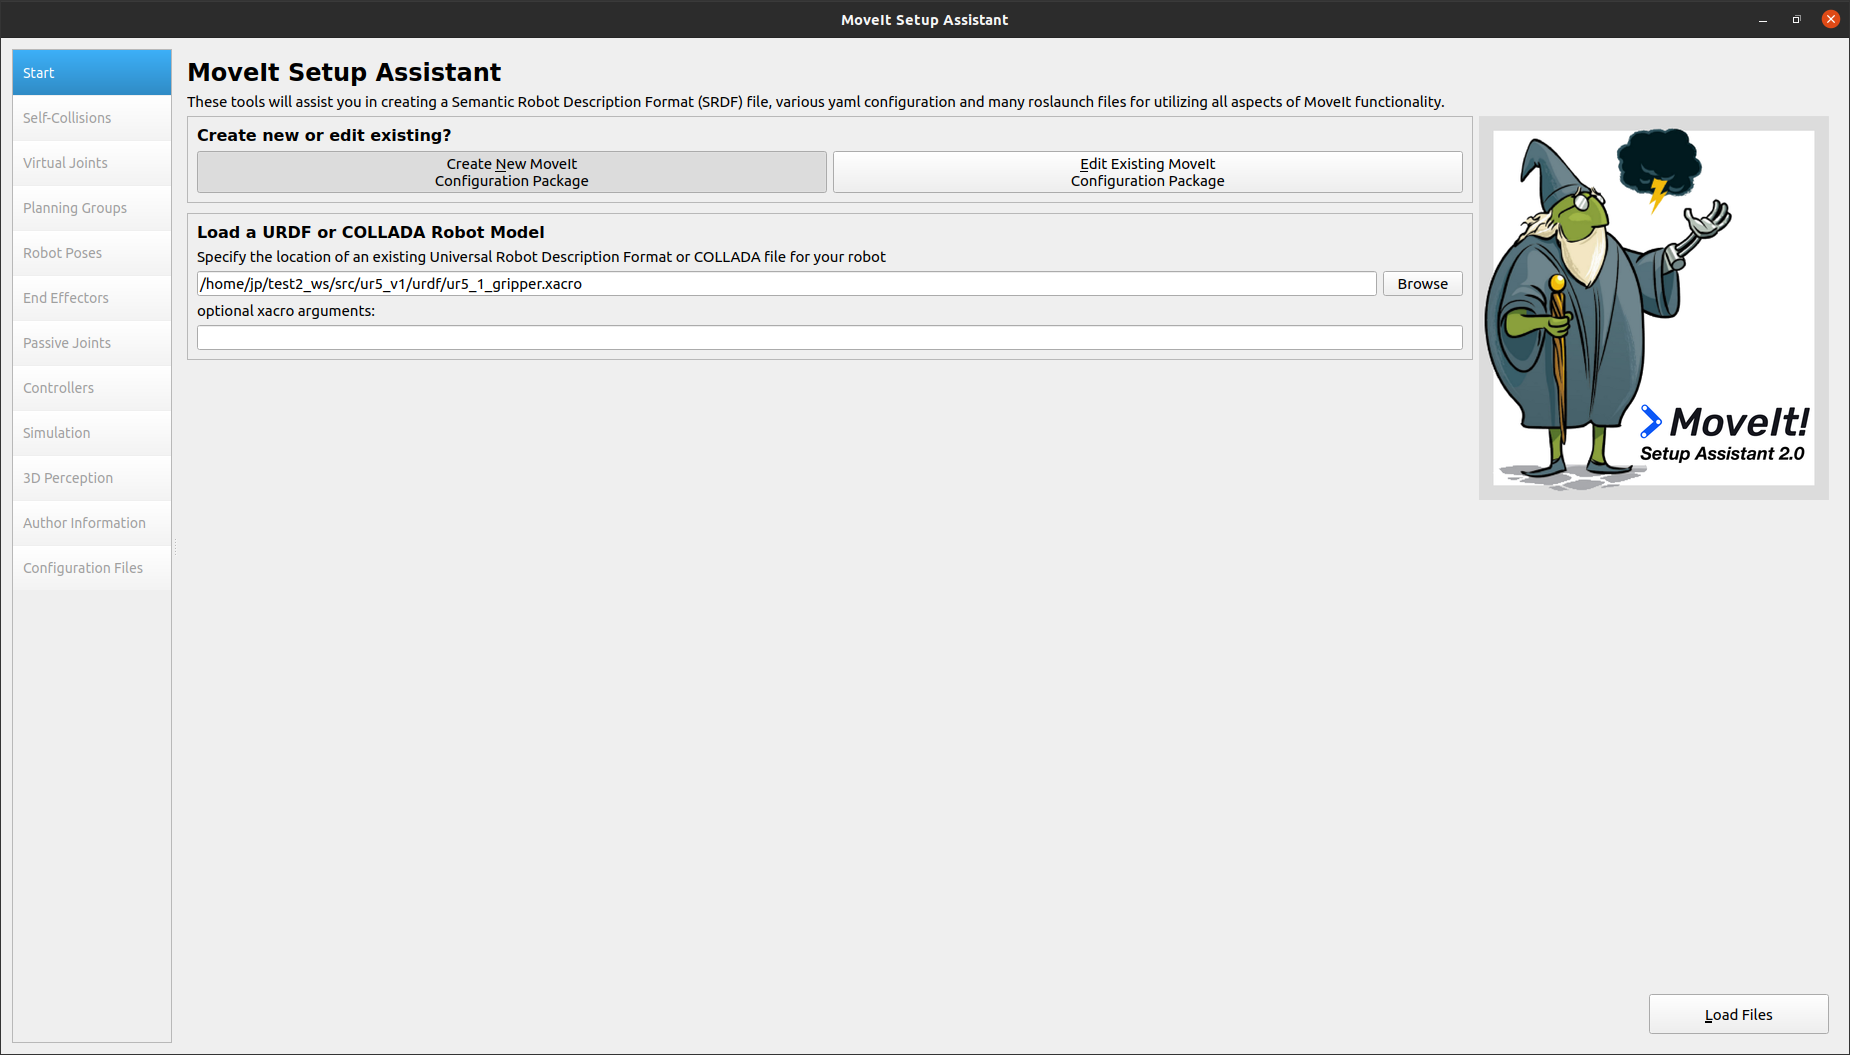 MoveIt Setup Assistant
Start
Self-Collisions
Virtual Joints
Planning Groups
Robot Poses
End Effectors
Passive Joints
Controllers
Simulation
3D Perception
Author Information
Configuration Files
MoveIt Setup Assistant
These tools will assist you in creating a Semantic Robot Description Format (SRDF) file, various yaml configuration and many roslaunch files for utilizing all aspects of MoveIt functionality.
Create new or edit existing?
Create New MoveIt
Configuration Package
Edit Existing MoveIt
Configuration Package
Load a URDF or COLLADA Robot Model
Specify the location of an existing Universal Robot Description Format or COLLADA file for your robot
/home/jp/test2_ws/src/ur5_v1/urdf/ur5_1_gripper.xacro
Browse
optional xacro arguments:
MoveIt!
Setup Assistant 2.0
Load Files